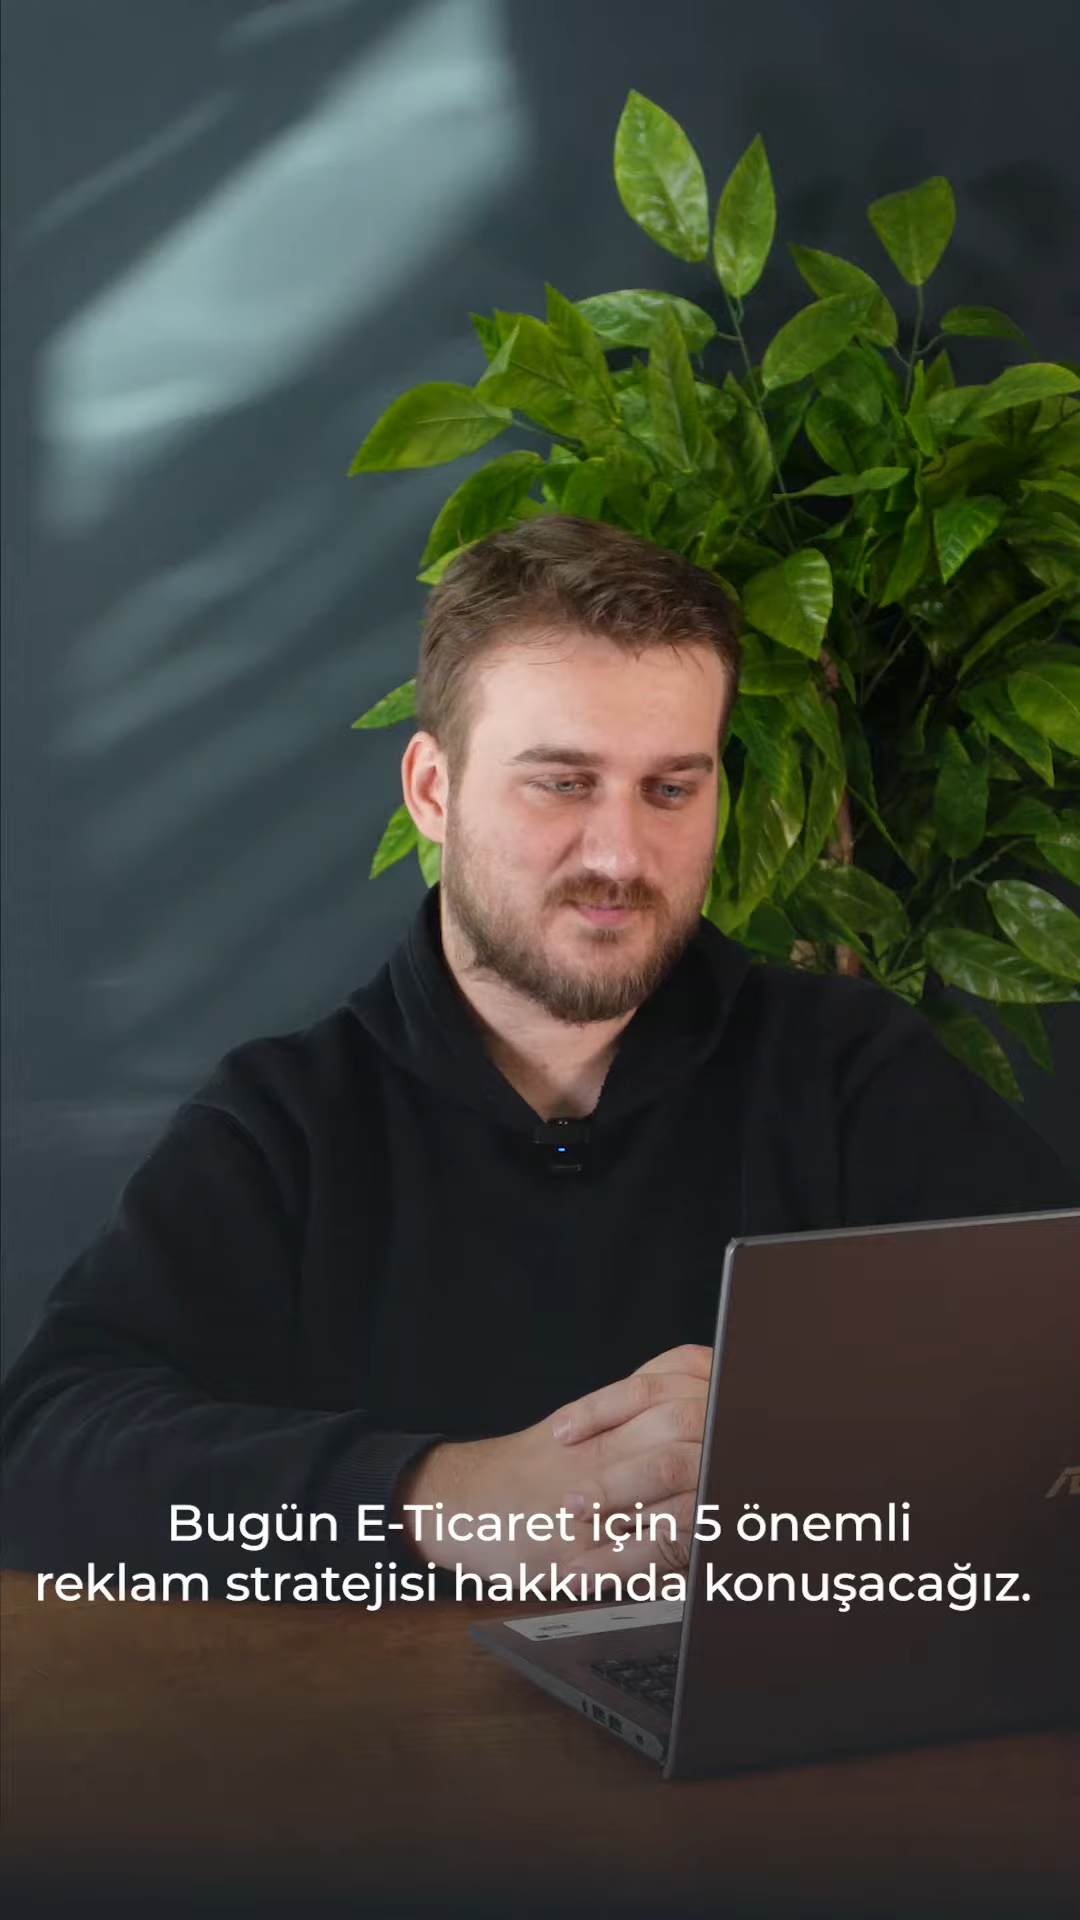 Bugün E-Ticaret için 5 önemli
reklam stratejisi hakkında konuşacağız.